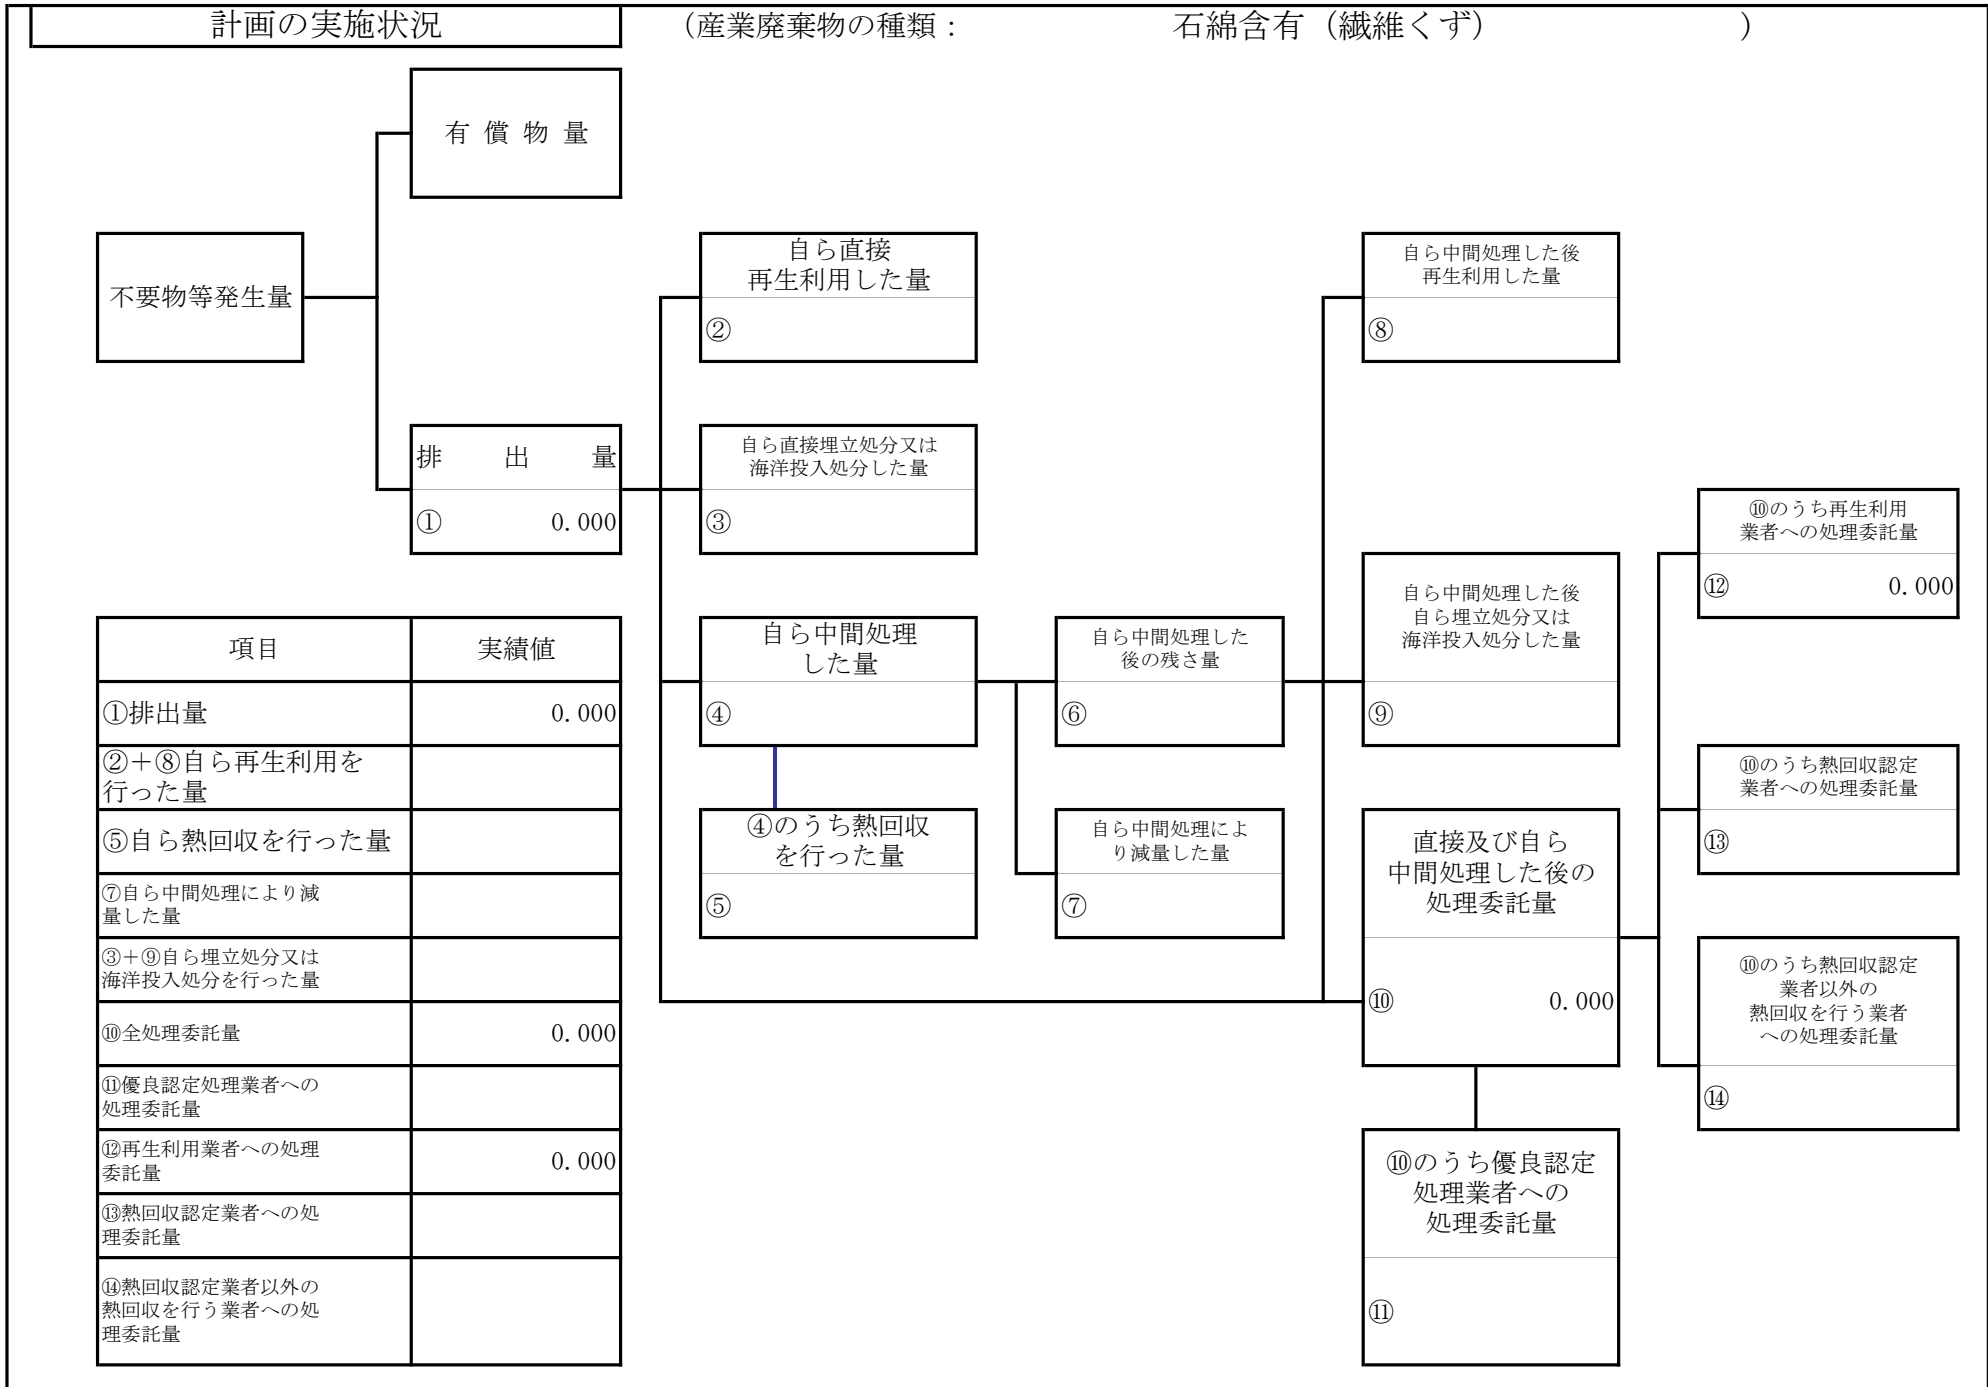 計画の実施状況
（産業廃棄物の種類： 石綿含有（繊維くず） ）
有 償 物 量
不要物等発生量
自ら直接
再生利用した量
②
自ら中間処理した後
再生利用した量
⑧
排 出 量
① 0.000
自ら直接埋立処分又は
海洋投入処分した量
③
⑩のうち再生利用
業者への処理委託量
⑫ 0.000
自ら中間処理
した量
④
自ら中間処理した
後の残さ量
⑥
自ら中間処理した後
自ら埋立処分又は
海洋投入処分した量
⑨
④のうち熱回収
を行った量
⑤
自ら中間処理によ
り減量した量
⑦
直接及び自ら
中間処理した後の
処理委託量
⑩ 0.000
⑩のうち熱回収認定
業者への処理委託量
⑬
⑩のうち熱回収認定
業者以外の
熱回収を行う業者
への処理委託量
⑭
⑩のうち優良認定
処理業者への
処理委託量
⑪
項目 実績値
①排出量 0.000
②＋⑧自ら再生利用を
行った量
⑤自ら熱回収を行った量
⑦自ら中間処理により減
量した量
③＋⑨自ら埋立処分又は
海洋投入処分を行った量
⑩全処理委託量 0.000
⑪優良認定処理業者への
処理委託量
⑫再生利用業者への処理
委託量 0.000
⑬熱回収認定業者への処
理委託量
⑭熱回収認定業者以外の
熱回収を行う業者への処
理委託量